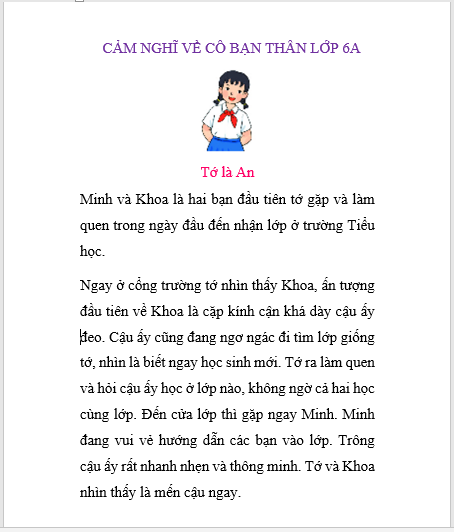 CẢM NGHĨ VỀ CÔ BẠN THÂN LỚP 6A
Tớ là An
Minh và Khoa là hai bạn đầu tiên tớ gặp và làm
quen trong ngày đầu đến nhận lớp ở trường Tiểu
học.
Ngay ở cổng trường tớ nhìn thấy Khoa, ấn tượng
đầu tiên về Khoa là cặp kính cận khá dày cậu ấy
đeo. Cậu ấy cũng đang ngơ ngác đi tìm lớp giống
tớ, nhìn là biết ngay học sinh mới. Tớ ra làm quen
và hỏi cậu ấy học ở lớp nào, không ngờ cả hai học
cùng lớp. Đến cửa lớp thì gặp ngay Minh. Minh
đang vui vẻ hướng dẫn các bạn vào lớp. Trông
cậu ấy rất nhanh nhẹn và thông minh. Tớ và Khoa
nhìn thấy là mến cậu ngay.